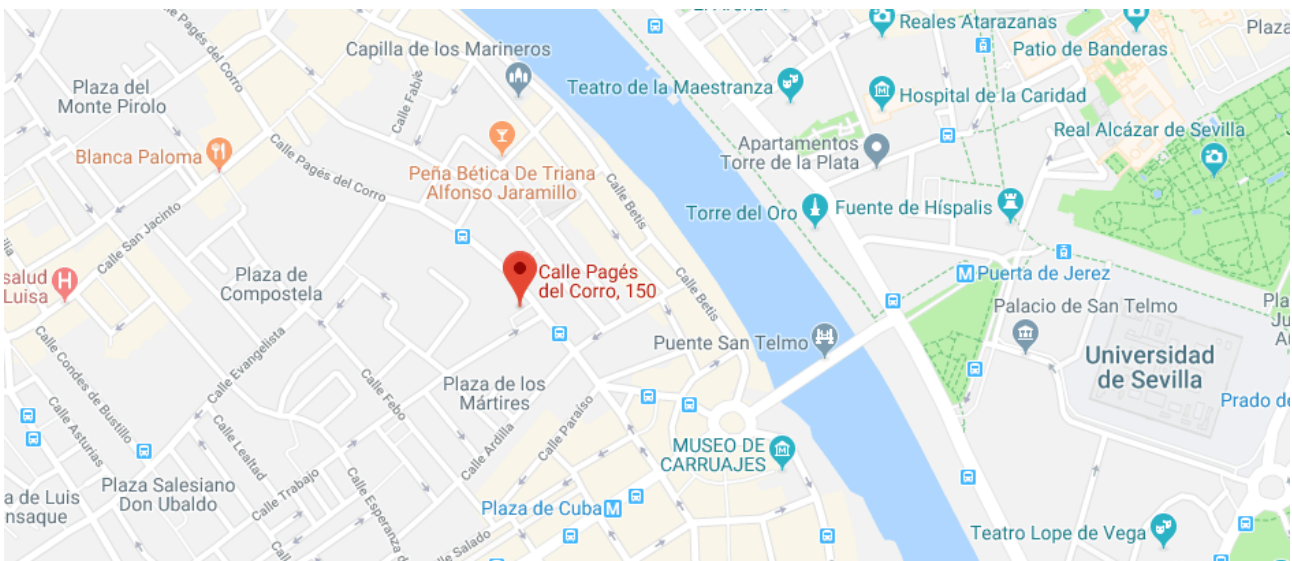 Reales Atarazanas
Plaza
Patio de Banderas
Pagés del Corro
Capilla de los Marineros
Plaza del
Monte Pirolo
Calle Fabié
Teatro de la Maestranza
Hospital de la Caridad
Real Alcázar de Sevilla
Blanca Paloma
Calle Pagés del Corro
Peña Bética De Triana
Alfonso Jaramillo
Apartamentos
Torre de la Plata
Calle Betis
Torre del Oro
Fuente de Híspalis
Calle San Jacinto
salud
Luisa
Plaza de
Compostela
Calle Pagés
del Corro, 150
Calle Betis
Puerta de Jerez
Palacio de San Telmo
Puente San Telmo
Universidad
de Sevilla
Calle Condes de Bustillo
Calle Evangelista
Calle Febo
Plaza de los
Mártires
Prado de
Calle Asturias
Calle Lealtad
Calle Ardilla
Calle Paraíso
MUSEO DE
CARRUAJES
a de Luis
nsaque
Plaza Salesiano
Don Ubaldo
Calle Trabajo
Calle Esperanza d
Plaza de Cuba
Teatro Lope de Vega
Salado